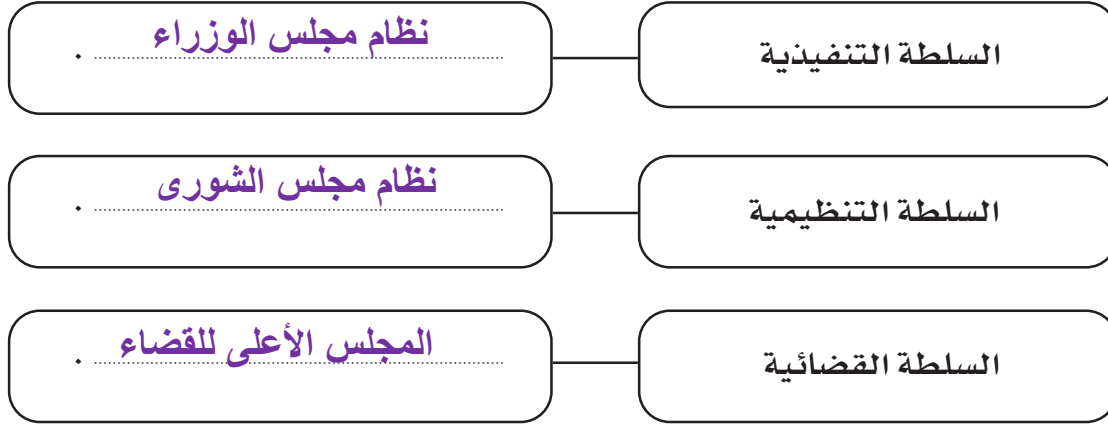 السلطة التنفيذية
نظام مجلس الوزراء .
السلطة التنظيمية
نظام مجلس الشورى .
السلطة القضائية
المجلس الأعلى للقضاء .